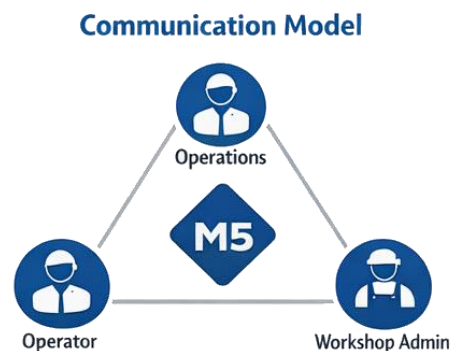 Communication Model
Operations
M5
Operator
Workshop Admin